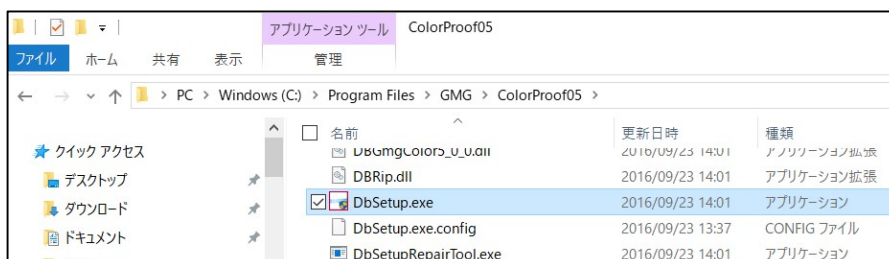 アプリケーション ツール ColorProof05
ファイル ホーム 共有 表示 管理
PC > Windows (C:) > Program Files > GMG > ColorProof05 >
名前 更新日時 種類
DBGmgColor5_0_0.dll 2016/09/23 14:01 アプリケーション拡張
クイック アクセス
デスクトップ DBRip.dll 2016/09/23 14:01 アプリケーション拡張
DbSetup.exe 2016/09/23 14:01 アプリケーション
ダウンロード
ドキュメント DbSetup.exe.config 2016/09/23 13:37 CONFIG ファイル
DbSetupRepairTool.exe 2016/09/23 14:01 アプリケーション